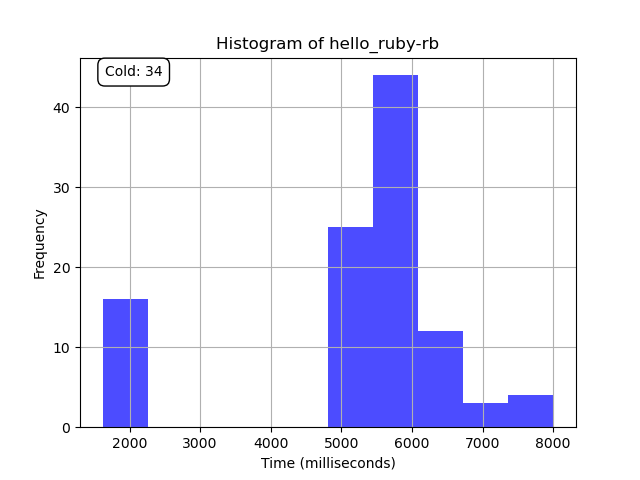 Histogram of hello_ruby-rb
Cold: 34
Frequency
40
30
20
10
0
2000 3000 4000 5000 6000 7000 8000
Time (milliseconds)